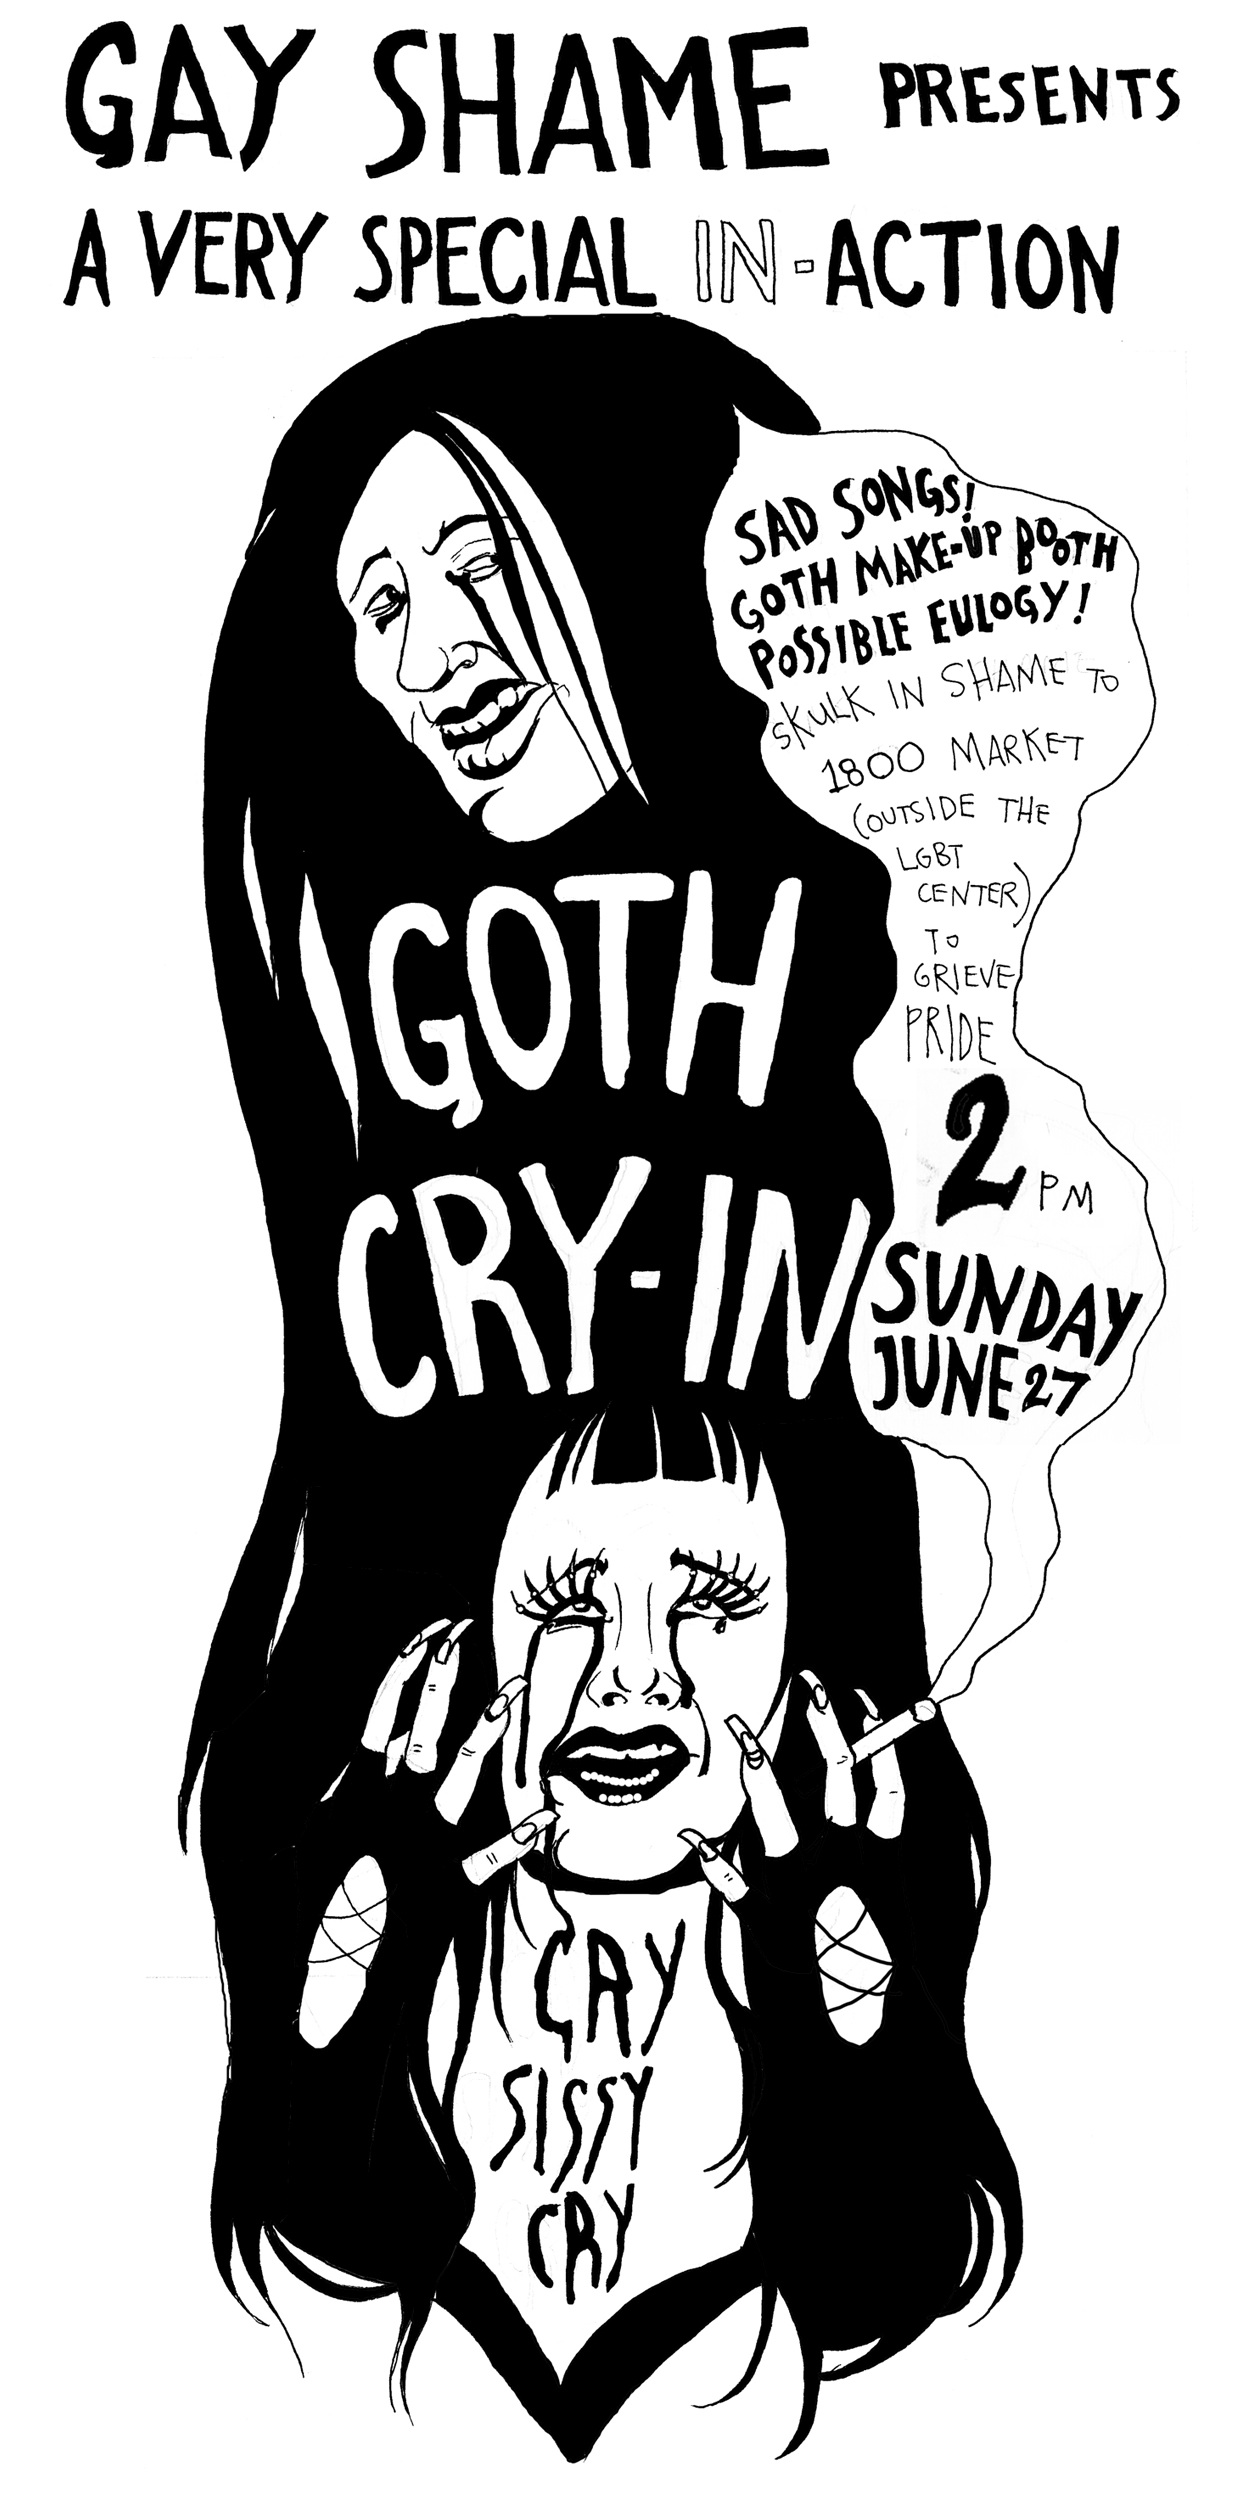 GAY SHAME PRESENTS
A VERY SPECIAL IN-ACTION
SAD SONGS!
GOTH MAKE-UP BOOTH
POSSIBLE EULOGY!
SKULK IN SHAME TO
1800 MARKET
(OUTSIDE THE
LGBT
CENTER)
TO
GRIEVE
PRIDE
2 PM
SUNDAY
JUNE 27
GOTH
CRY-IN
CRY
SISSY
CRY